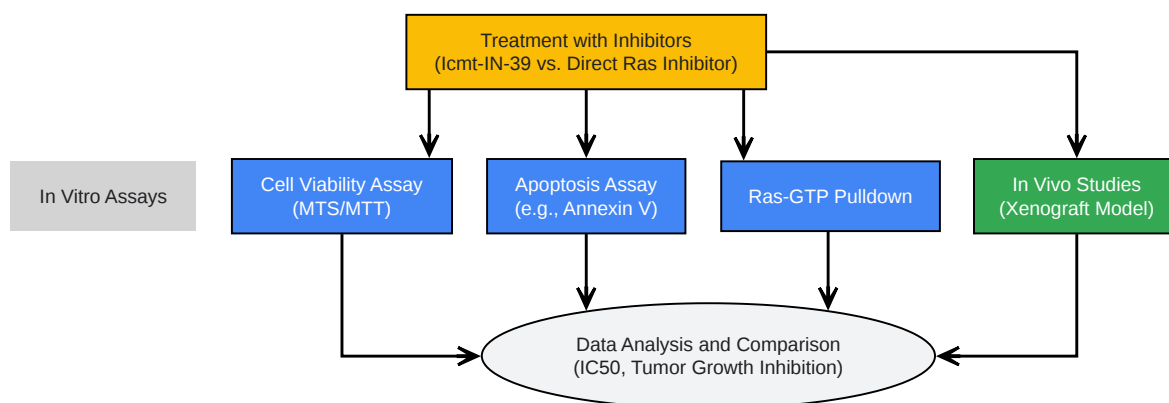 Treatment with Inhibitors
(Icmt-IN-39 vs. Direct Ras Inhibitor)
In Vitro Assays
Cell Viability Assay
(MTS/MTT)
Apoptosis Assay
(e.g., Annexin V)
Ras-GTP Pulldown
In Vivo Studies
(Xenograft Model)
Data Analysis and Comparison
(IC50, Tumor Growth Inhibition)